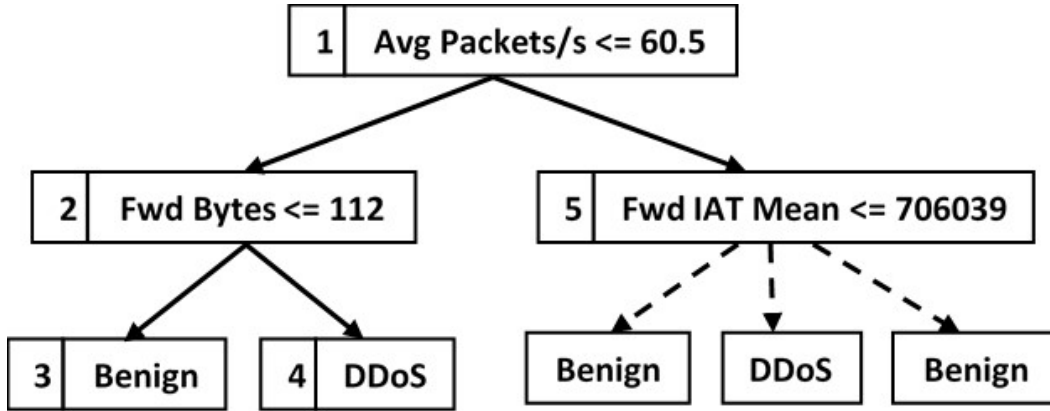 1 Avg Packets/s <= 60.5
2 Fwd Bytes <= 112
5 Fwd IAT Mean <= 706039
3 Benign
4 DDoS
Benign
DDoS
Benign